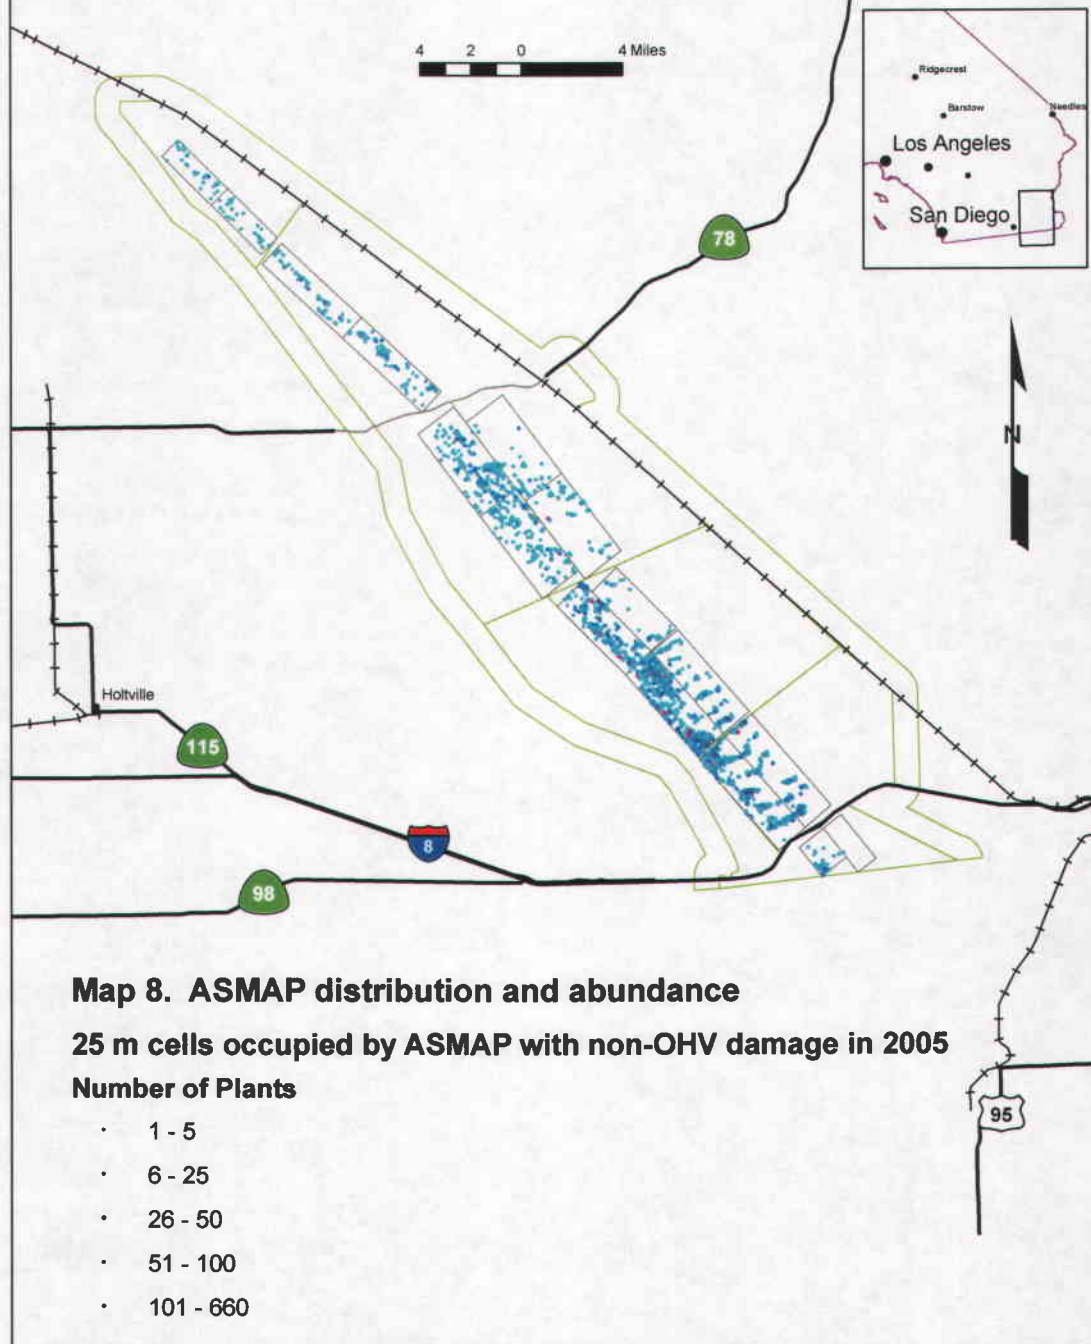 4 2 0 4 Miles
Ridgecrest
Barstow
Needles
Los Angeles
San Diego
78
N
Holtville
115
8
98
95
Map 8. ASMAP distribution and abundance
25 m cells occupied by ASMAP with non-OHV damage in 2005
Number of Plants
1 - 5
6 - 25
26 - 50
51 - 100
101 - 660